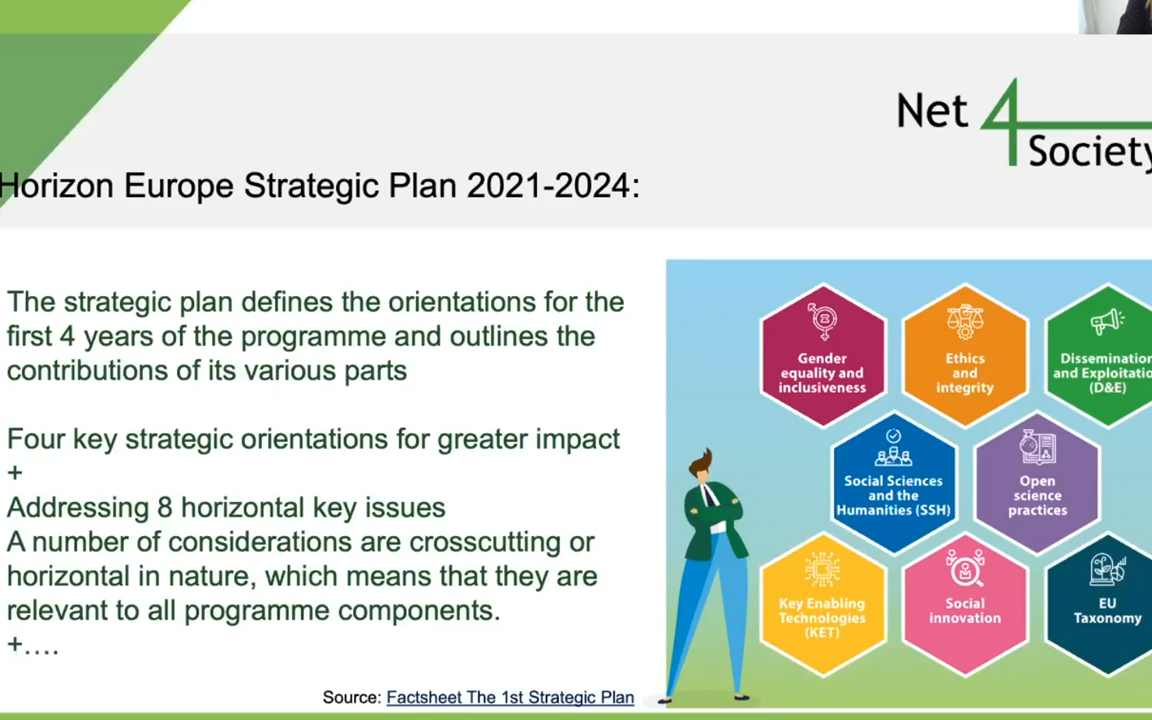 Net 4
Society
Horizon Europe Strategic Plan 2021-2024:
The strategic plan defines the orientations for the
first 4 years of the programme and outlines the
contributions of its various parts
Four key strategic orientations for greater impact
+
Addressing 8 horizontal key issues
A number of considerations are crosscutting or
horizontal in nature, which means that they are
relevant to all programme components.
+....
Source: Factsheet The 1st Strategic Plan
Gender
equality and
inclusiveness
Ethics
and
integrity
Dissemination
and Exploitatio
(D&E)
Social Sciences
and the
Humanities (SSH)
Open
science
practices
Key Enabling
Technologies
(KET)
Social
innovation
EU
Taxonomy